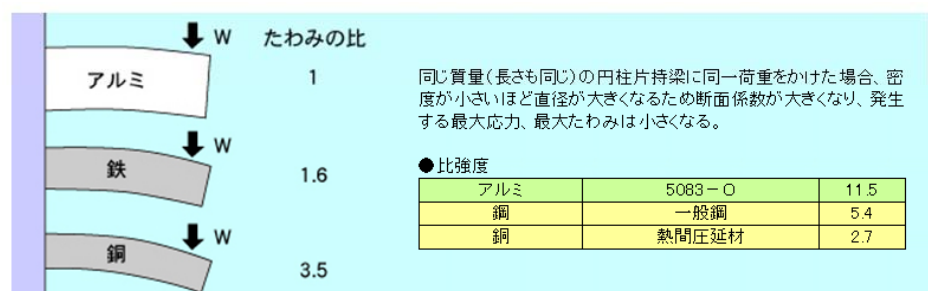 W たわみの比
アルミ 1
W
鉄 1.6
W
銅 3.5
同じ質量(長さも同じ)の円柱片持梁に同一荷重をかけた場合、密
度が小さいほど直径が大きくなるため断面係数が大きくなり、発生
する最大応力、最大たわみは小さくなる。
●比強度
アルミ 5083-O 11.5
鋼 一般鋼 5.4
銅 熱間圧延材 2.7